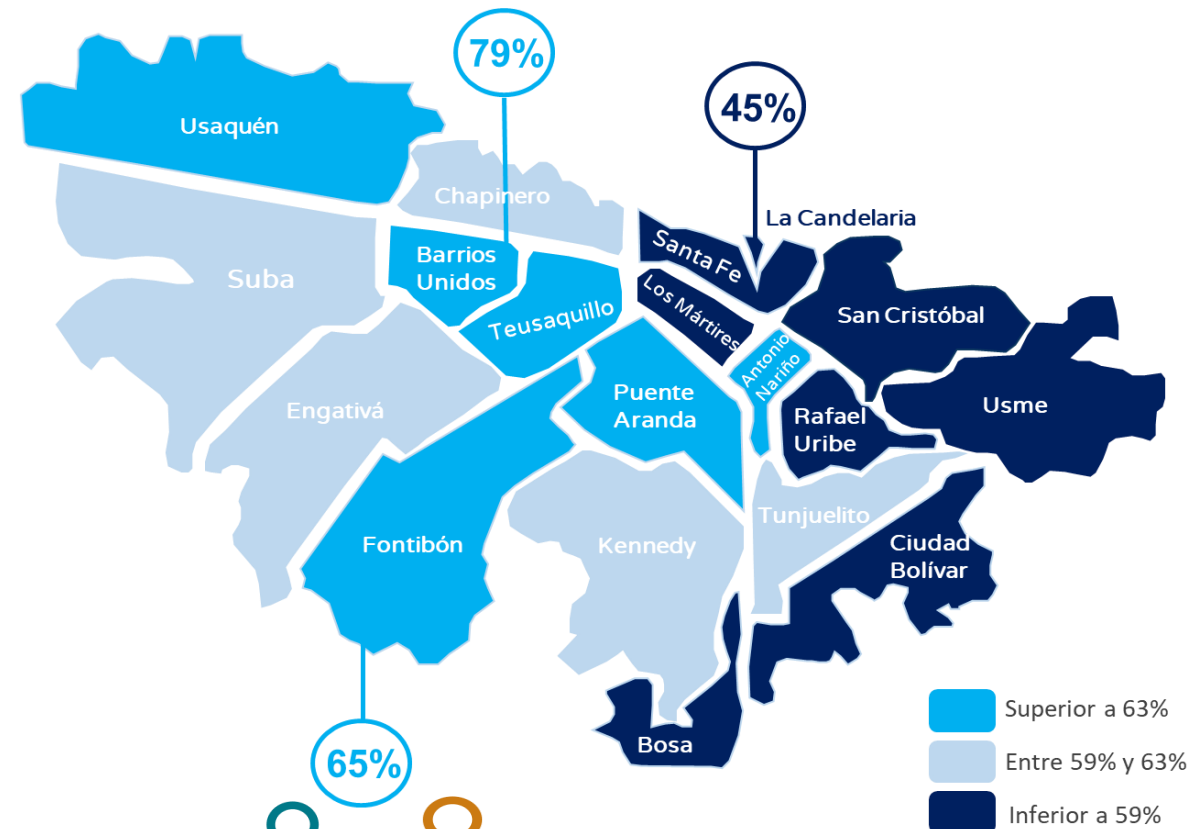 79%
45%
Usaquén
Chapinero
La Candelaria
Santa Fe
Barrios
Unidos
Suba
Los Mártires
Teusaquillo
San Cristóbal
Antonio
Nariño
Engativá
Puente
Aranda
Rafael
Uribe
Usme
Tunjuelito
Fontibón
Kennedy
Ciudad
Bolívar
Bosa
65%
Superior a 63%
Entre 59% y 63%
Inferior a 59%